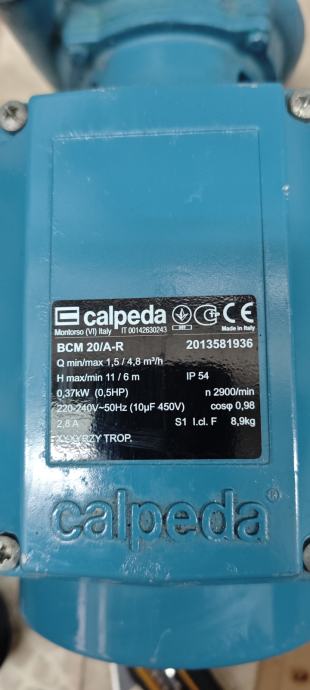 calpeda
Montorso (VI) Italy IT 00142630243
Made in Italy
BCM 20/A-R 2013581936
Q min/max 1,5 / 4,8 m³/h
H max/min 11 / 6 m IP 54
0,37kW (0,5HP) n 2900/min
220-240V~50Hz (10µF 450V) cosφ 0,98
2,8 A S1 I.cl. F 8,9kg
TROP.
calpeda®